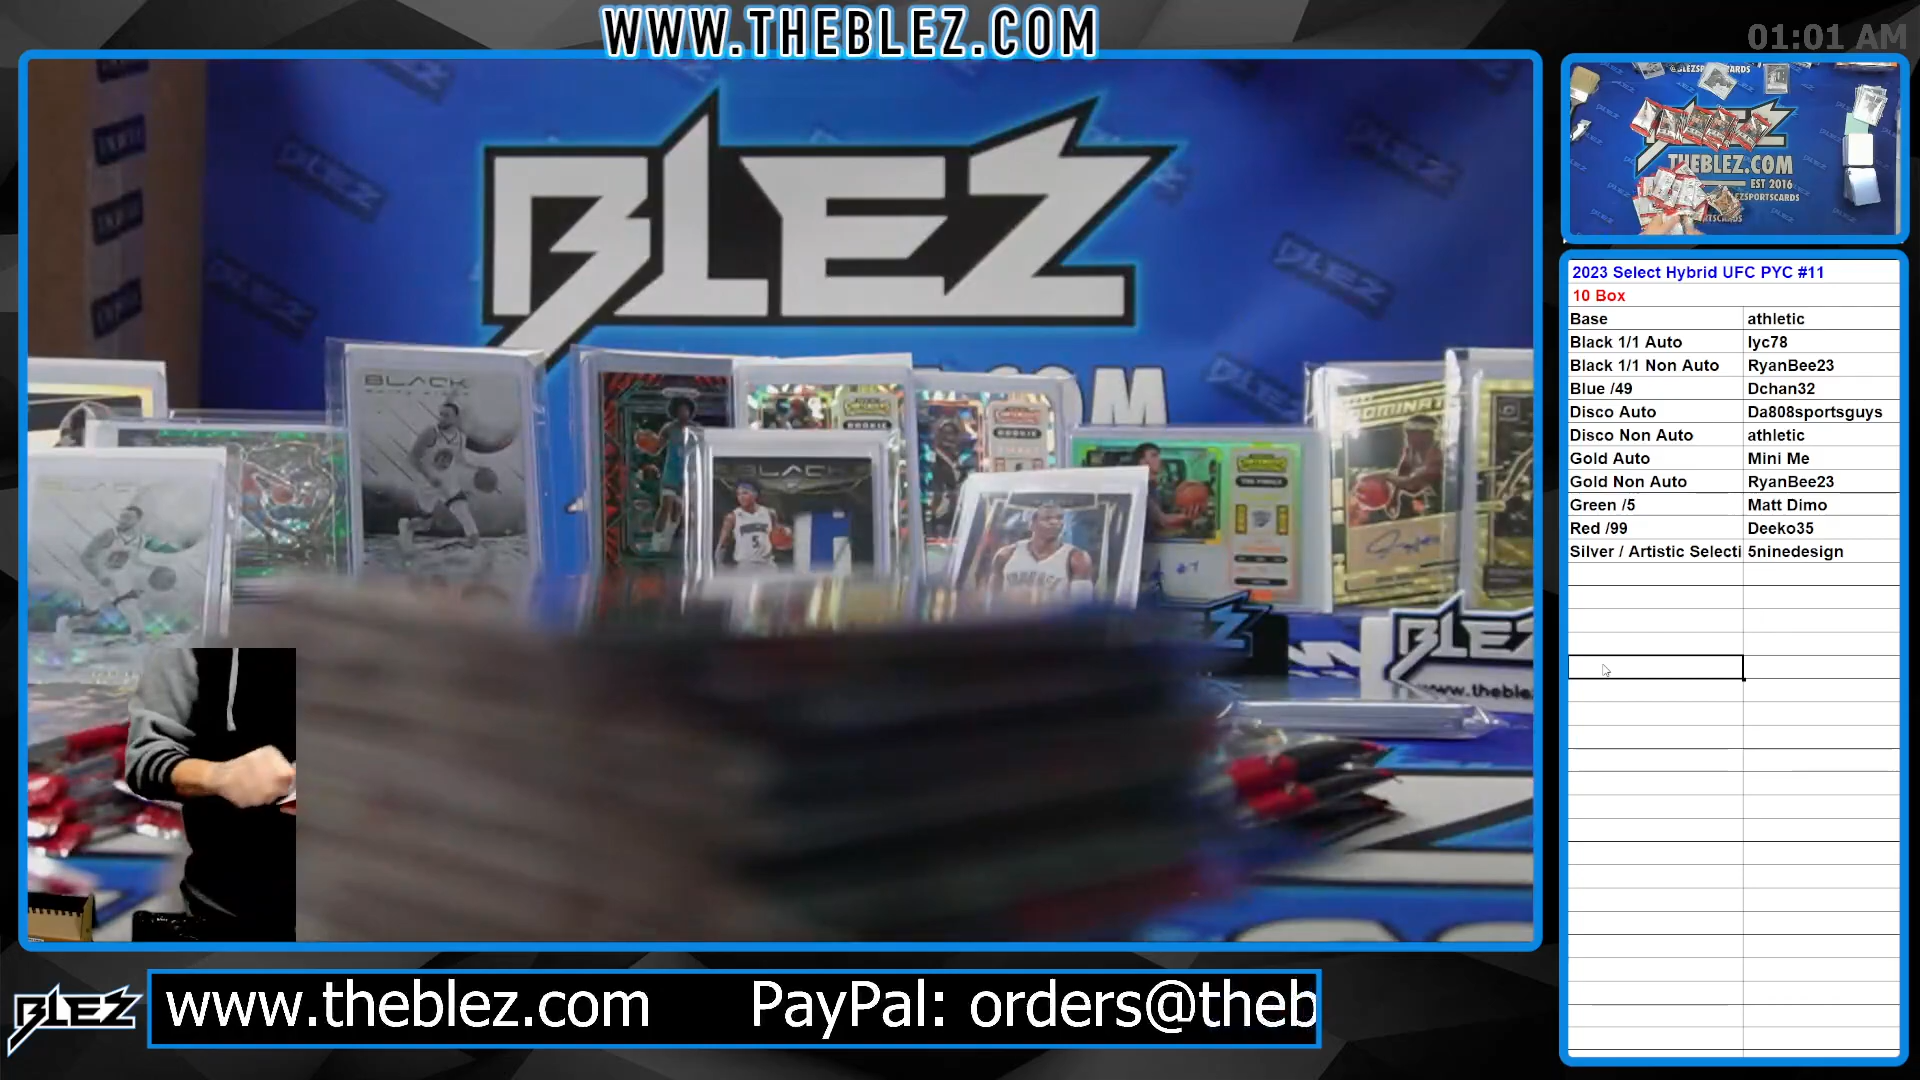 WWW.THEBLEZ.COM
01:01 AM
BLEZ
BLACK
BLACK
THEBLEZ.COM
EST 2016
2023 Select Hybrid UFC PYC #11
10 Box
Base athletic
Black 1/1 Auto lyc78
Black 1/1 Non Auto RyanBee23
Blue /49 Dchan32
Disco Auto Da808sportsguys
Disco Non Auto athletic
Gold Auto Mini Me
Gold Non Auto RyanBee23
Green /5 Matt Dimo
Red /99 Deeko35
Silver / Artistic Selecti 5ninedesign
BLEZ
www.theblez.com PayPal: orders@theb